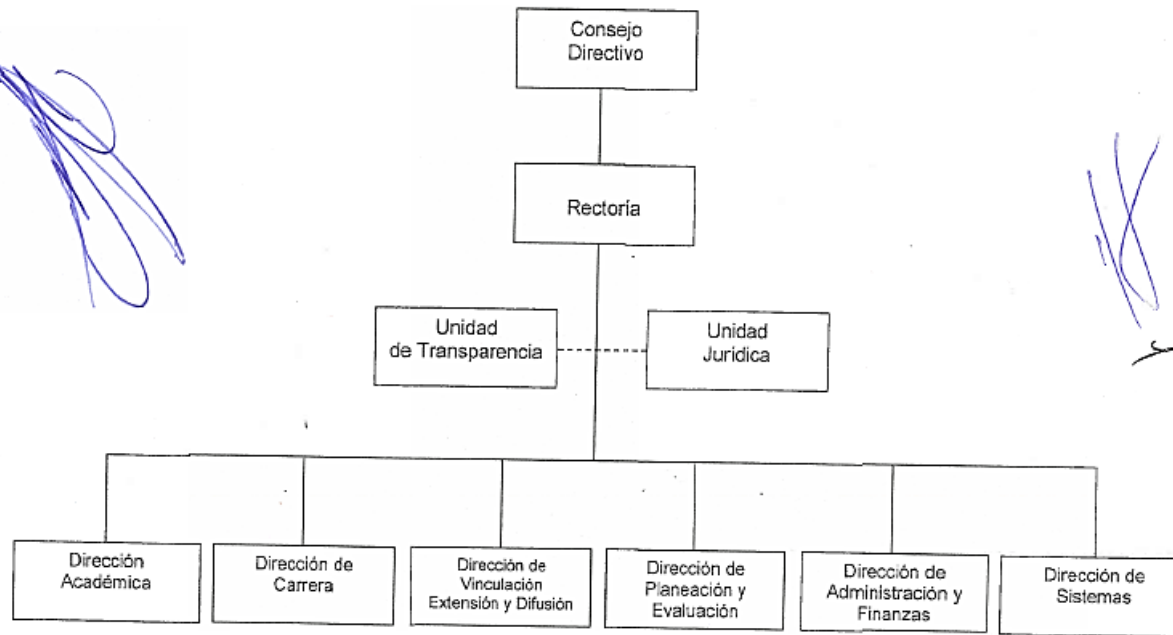 Consejo
Directivo
Rectoría
Unidad
de Transparencia
Unidad
Juridica
Dirección
Académica
Dirección de
Carrera
Dirección de
Vinculación
Extensión y Difusión
Dirección de
Planeación y
Evaluación
Dirección de
Administración y
Finanzas
Dirección de
Sistemas